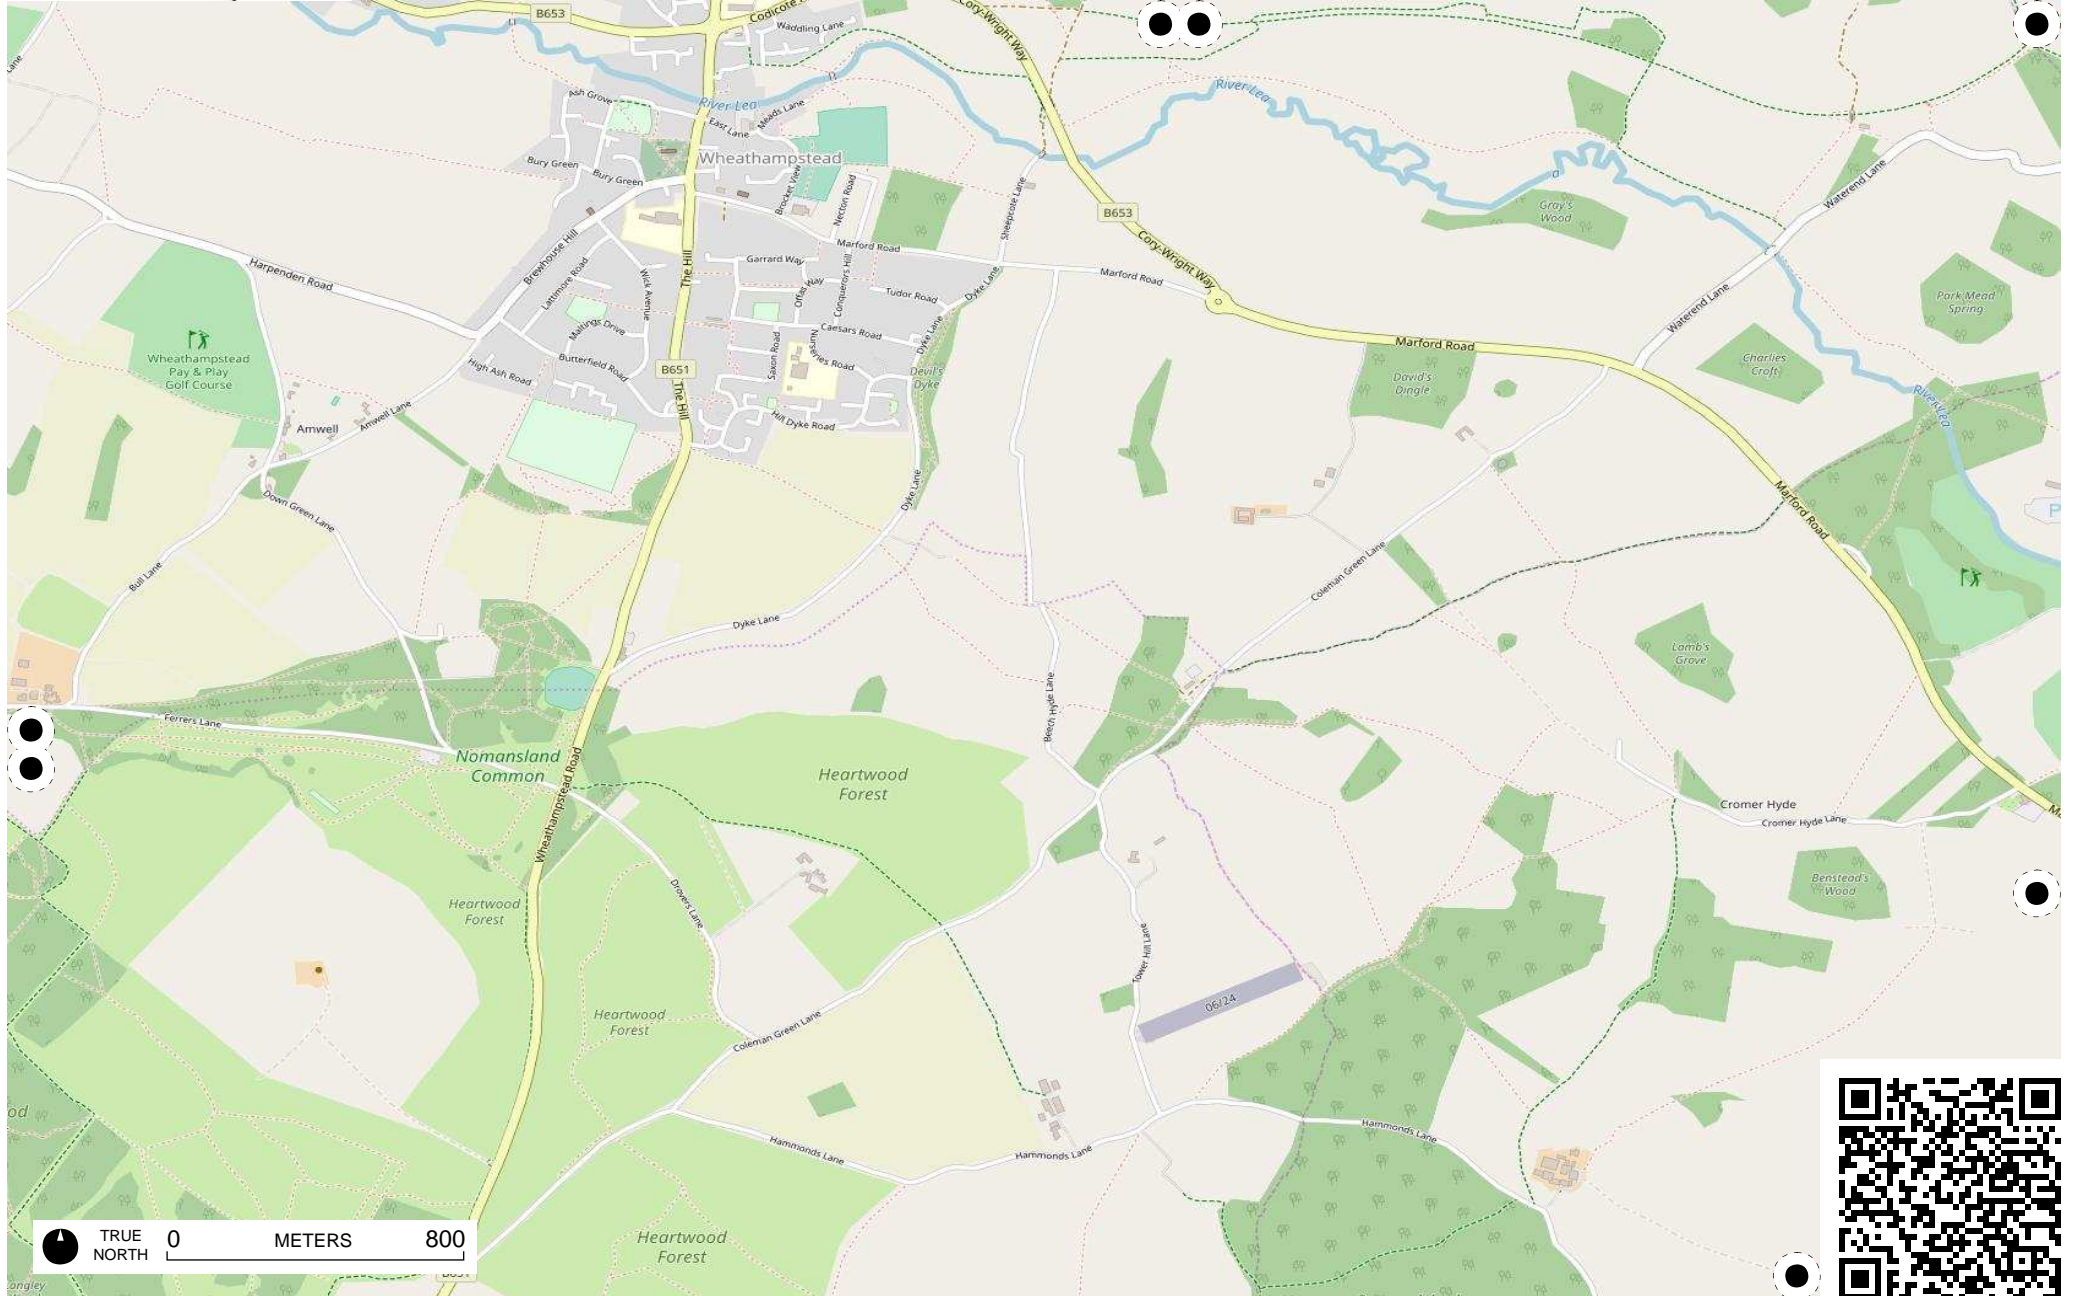 B653
Codicote
Waddling Lane
Cory-Wright Way
Lane
Ash Grove
River Lea
Meads Lane
East Lane
River Lea
Wheathampstead
Bury Green
Bury Green
Brocket View
Necton Road
Sheepcote Lane
B653
Gray's
Wood
Waterend Lane
Marford Road
Cory-Wright Way
Brewhouse Hill
The Hill
Garrard Way
Harpenden Road
Lattimore Road
Wick Avenue
Offas Way
Conquerors Hill
Tudor Road
Dyke Lane
Marford Road
Park Mead
Spring
Waterend Lane
Maltings Drive
Caesars Road
Dyke Lane
Marford Road
Wheathampstead
Pay & Play
Golf Course
High Ash Road
Butterfield Road
B651
Saxon Road
Nurseries Road
Devil's
Dyke
David's
Dingle
Charlies
Croft
River Lea
The Hill
Amwell
Amwell Lane
Hill Dyke Road
Down Green Lane
Dyke Lane
Marford Road
P
Bull Lane
Coleman Green Lane
Dyke Lane
Lamb's
Grove
Ferrers Lane
Beech Hyde Lane
Nomansland
Common
Wheathampstead Road
Heartwood
Forest
Cromer Hyde
Cromer Hyde Lane
Benstead's
Wood
Heartwood
Forest
Drovers Lane
Tower Hill Lane
06/24
Heartwood
Forest
Coleman Green Lane
Hammonds Lane
Hammonds Lane
Hammonds Lane
Heartwood
Forest
TRUE
NORTH
0 METERS 800
B651